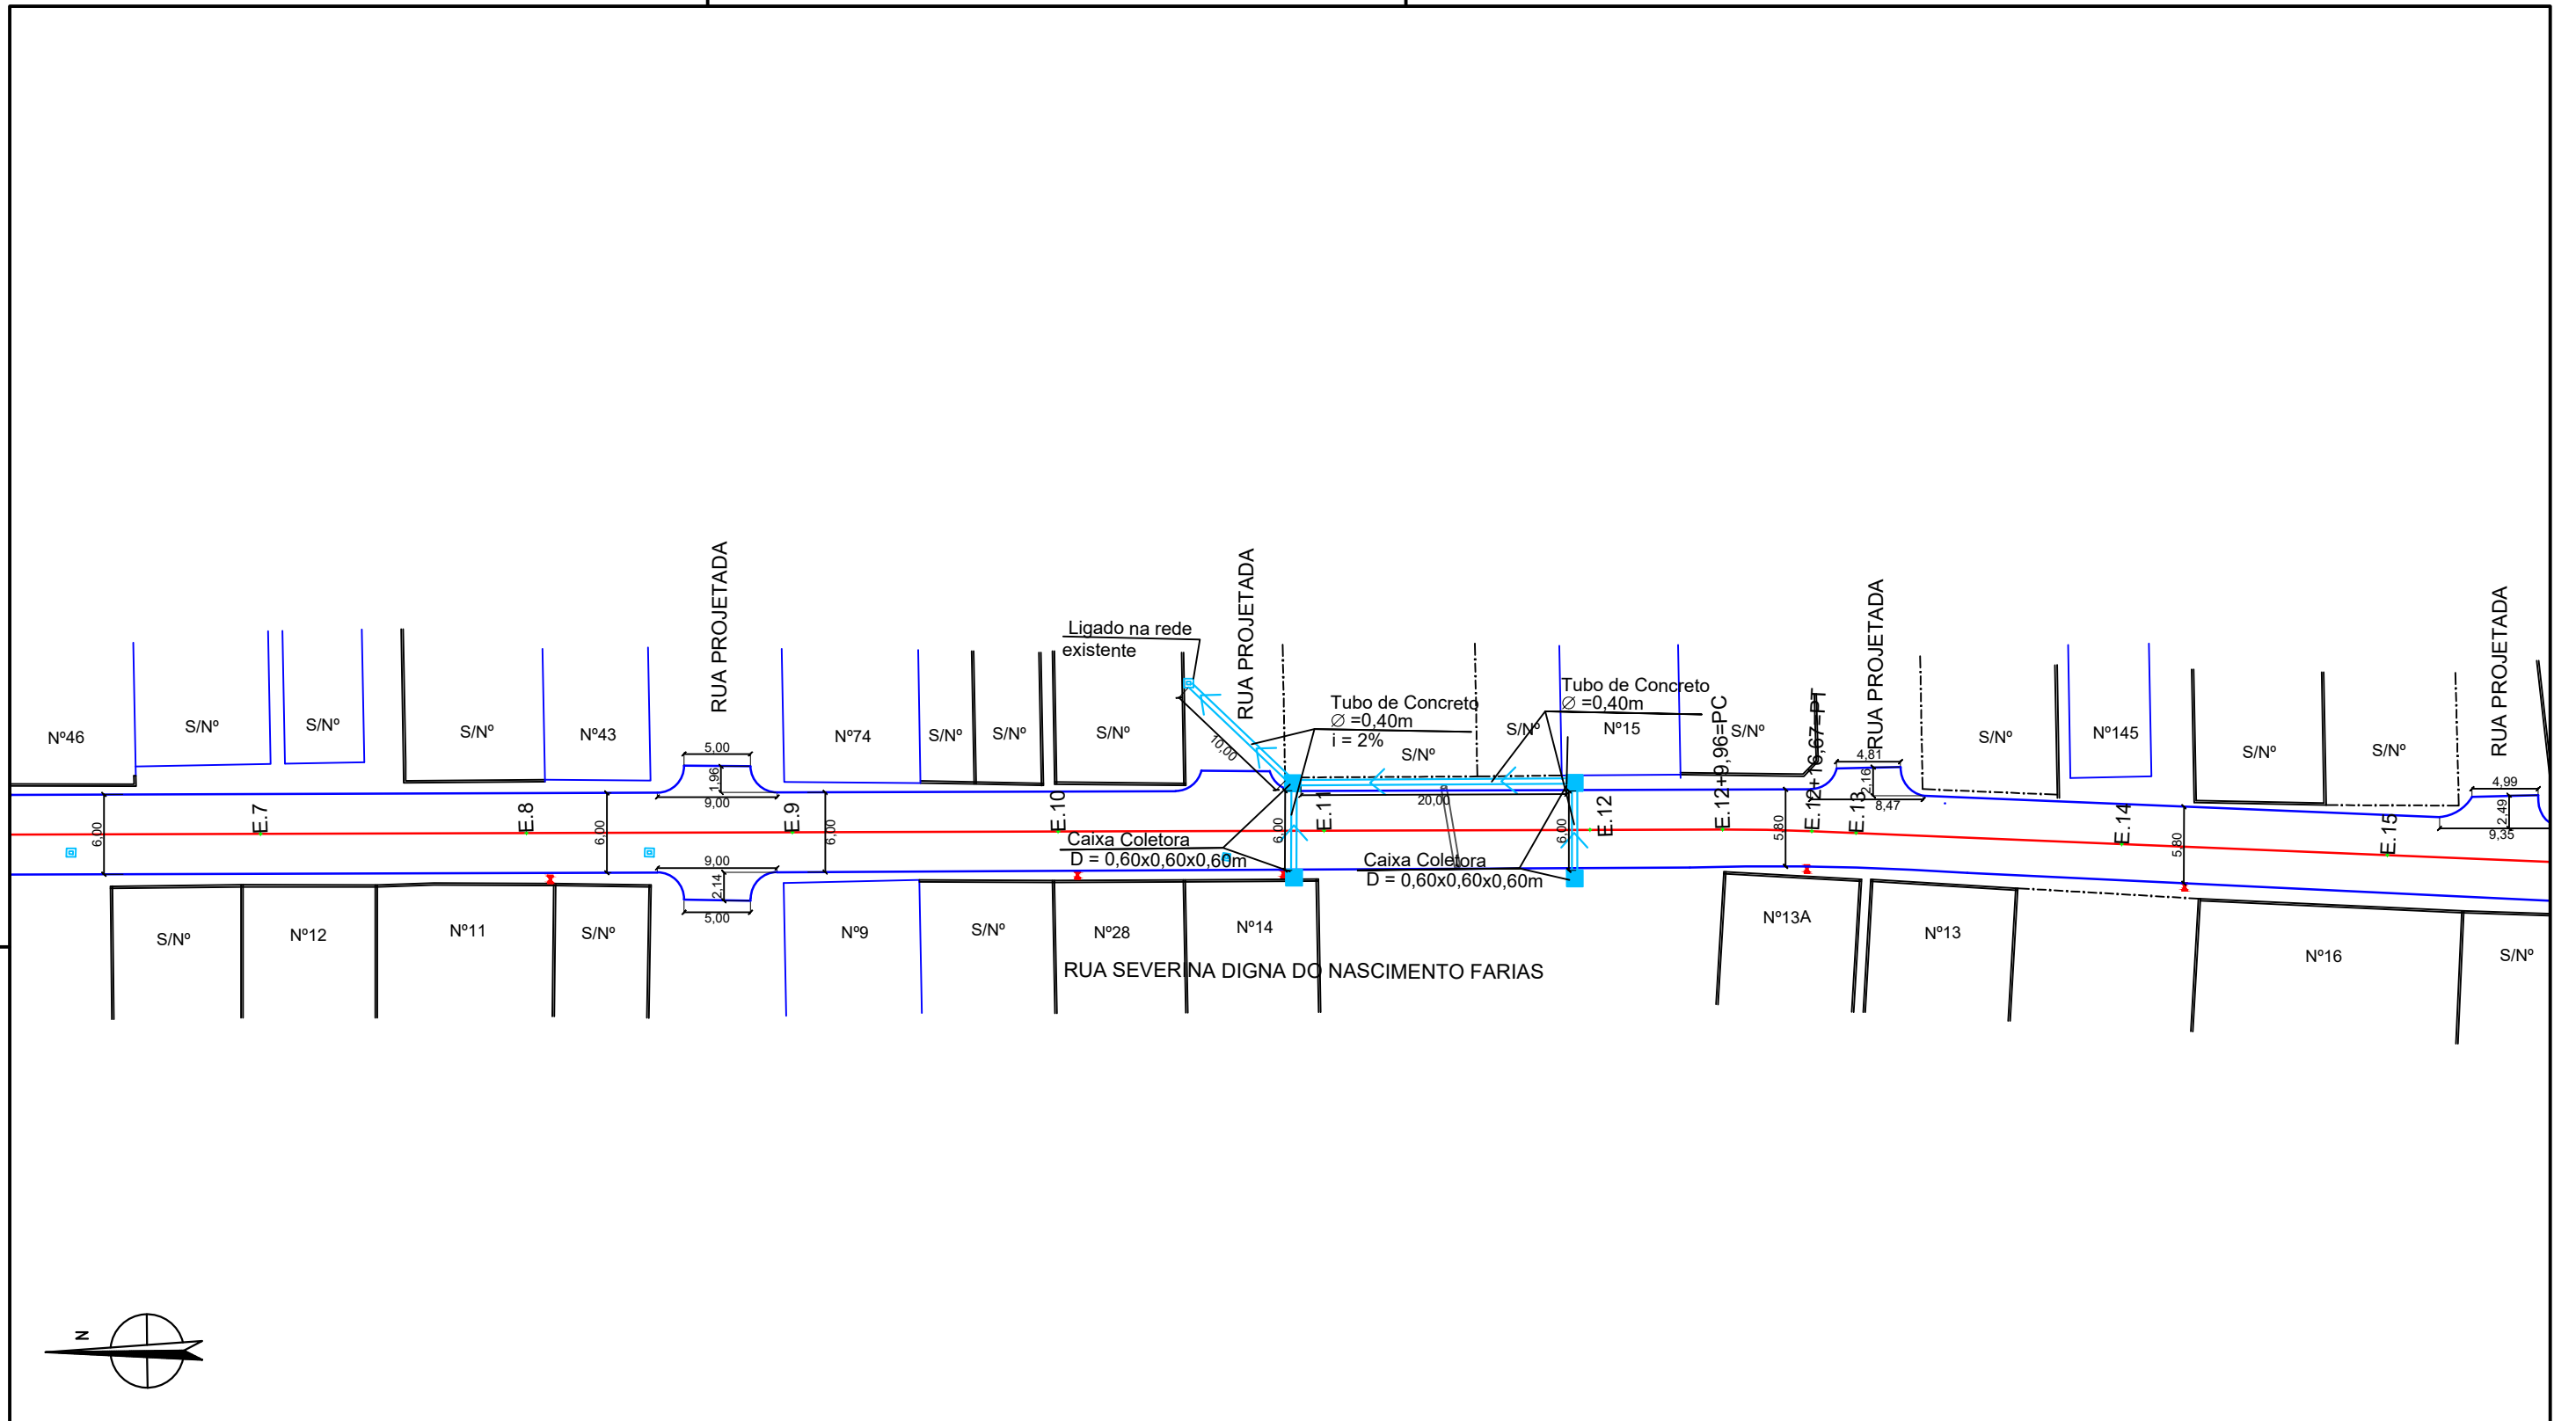 RUA PROJETADA
RUA PROJETADA
RUA PROJETADA
RUA PROJETADA
Ligado na rede
existente
Tubo de Concreto
Ø =0,40m
i = 2%
Tubo de Concreto
Ø =0,40m
Nº46
S/Nº
S/Nº
S/Nº
Nº43
Nº74
S/Nº
S/Nº
S/Nº
S/Nº
S/Nº
Nº15
S/Nº
S/Nº
Nº145
S/Nº
S/Nº
5,00
1,96
9,00
10,00
20,00
4,81
2,16
8,47
4,99
2,49
9,35
6,00
E.7
E.8
6,00
E.9
6,00
E.10
6,00
E.11
6,00
E.12
E.12+9,96=PC
5,80
E.12+16,67=PT
E.13
E.14
5,80
E.15
Caixa Coletora
D = 0,60x0,60x0,60m
Caixa Coletora
D = 0,60x0,60x0,60m
9,00
2,14
5,00
S/Nº
Nº12
Nº11
S/Nº
Nº9
S/Nº
Nº28
Nº14
Nº13A
Nº13
Nº16
S/Nº
RUA SEVERINA DIGNA DO NASCIMENTO FARIAS
N